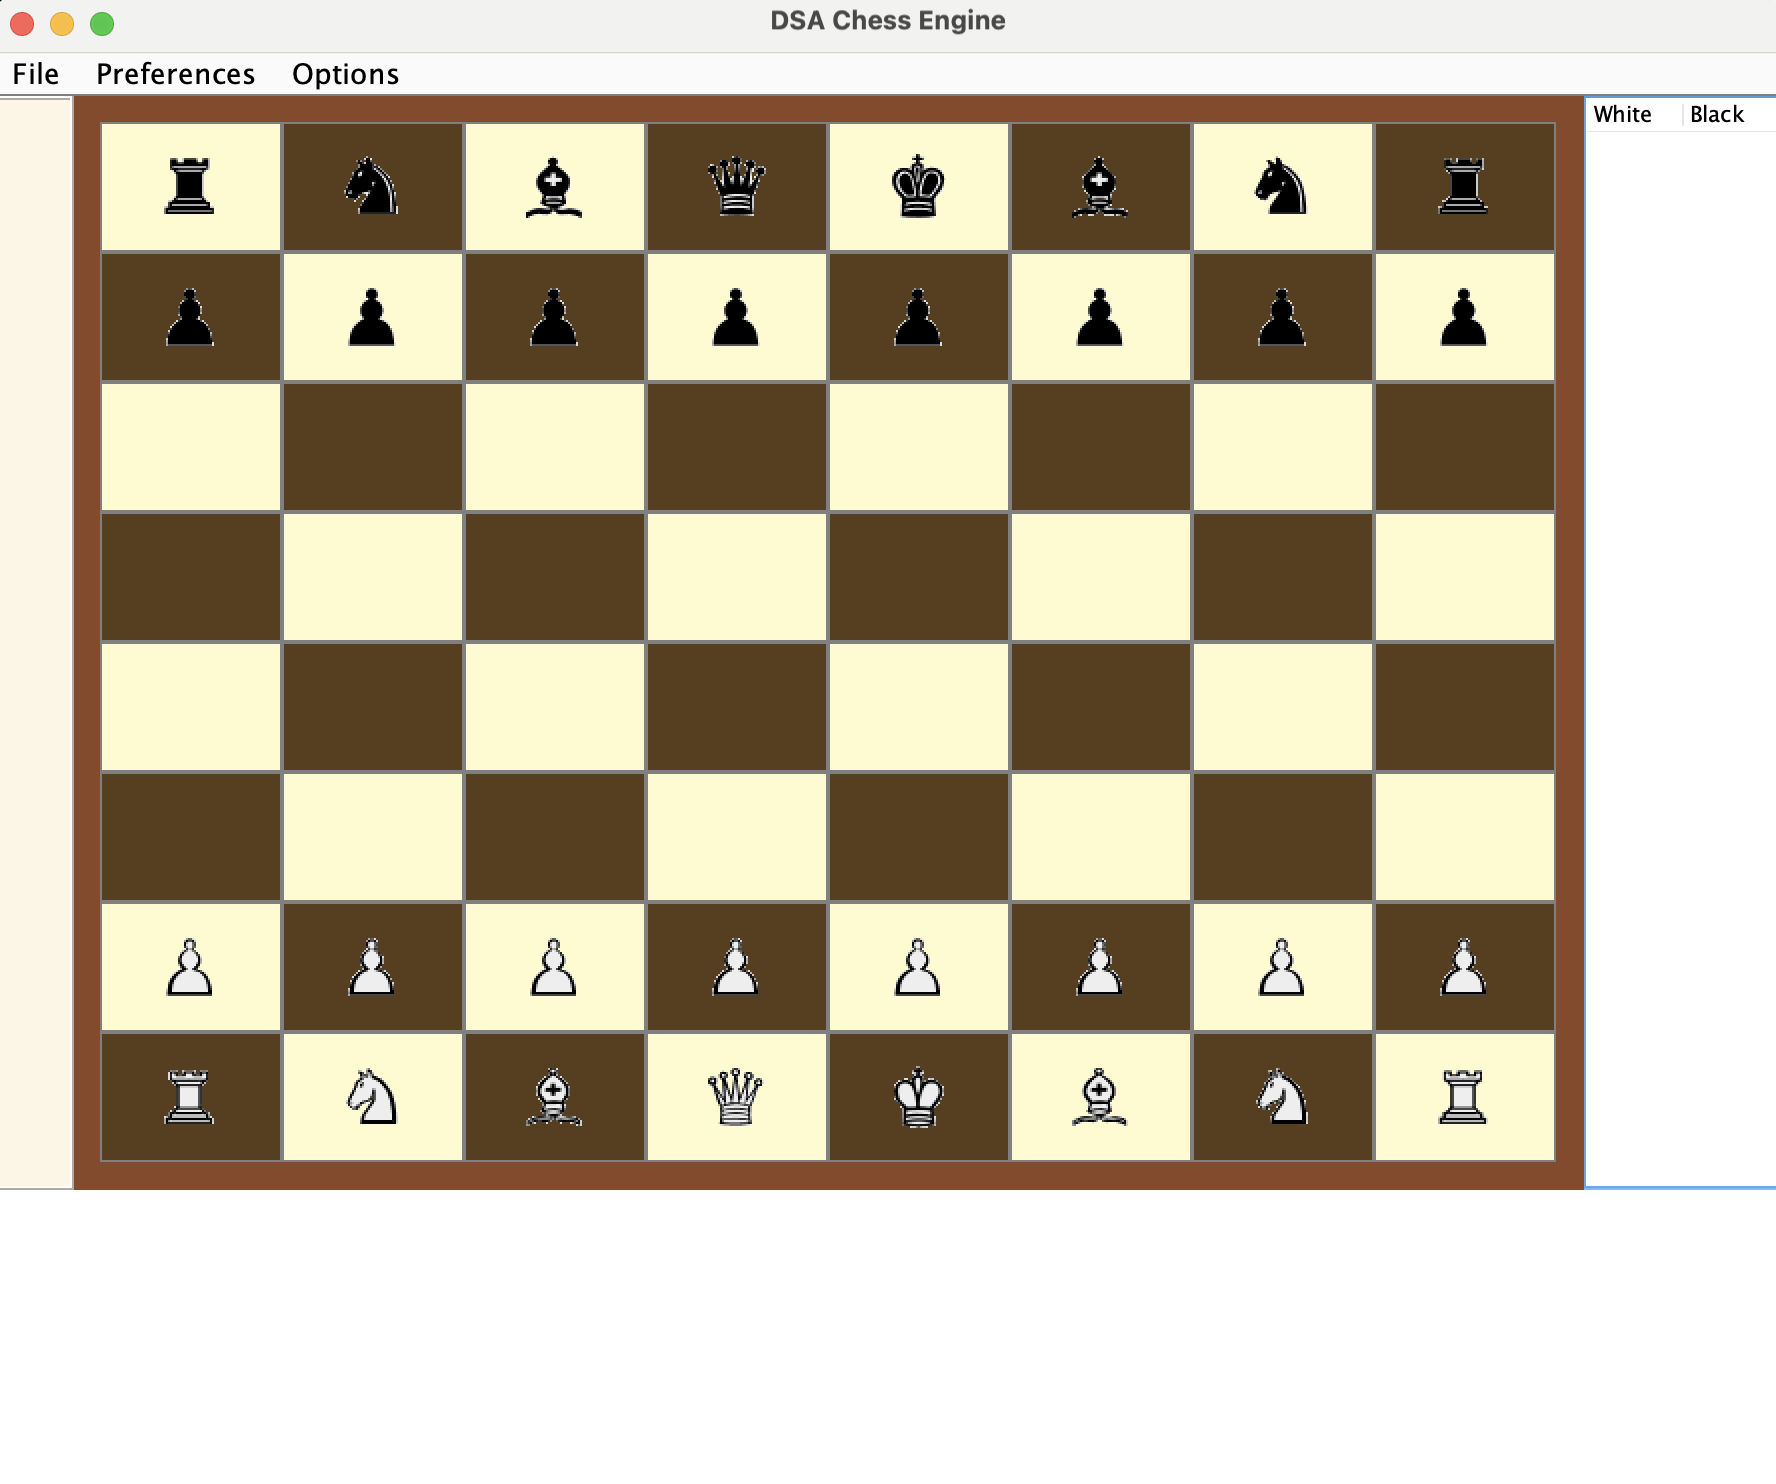 DSA Chess Engine
File Preferences Options
White Black